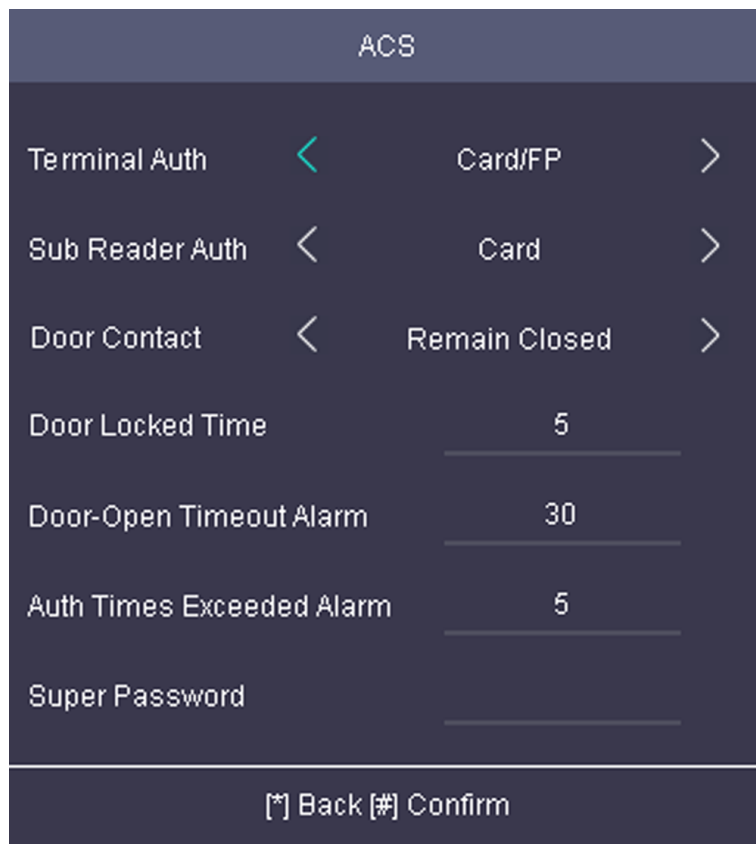 ACS
Terminal Auth Card/FP
Sub Reader Auth Card
Door Contact Remain Closed
Door Locked Time 5
Door-Open Timeout Alarm 30
Auth Times Exceeded Alarm 5
Super Password
[*] Back [#] Confirm